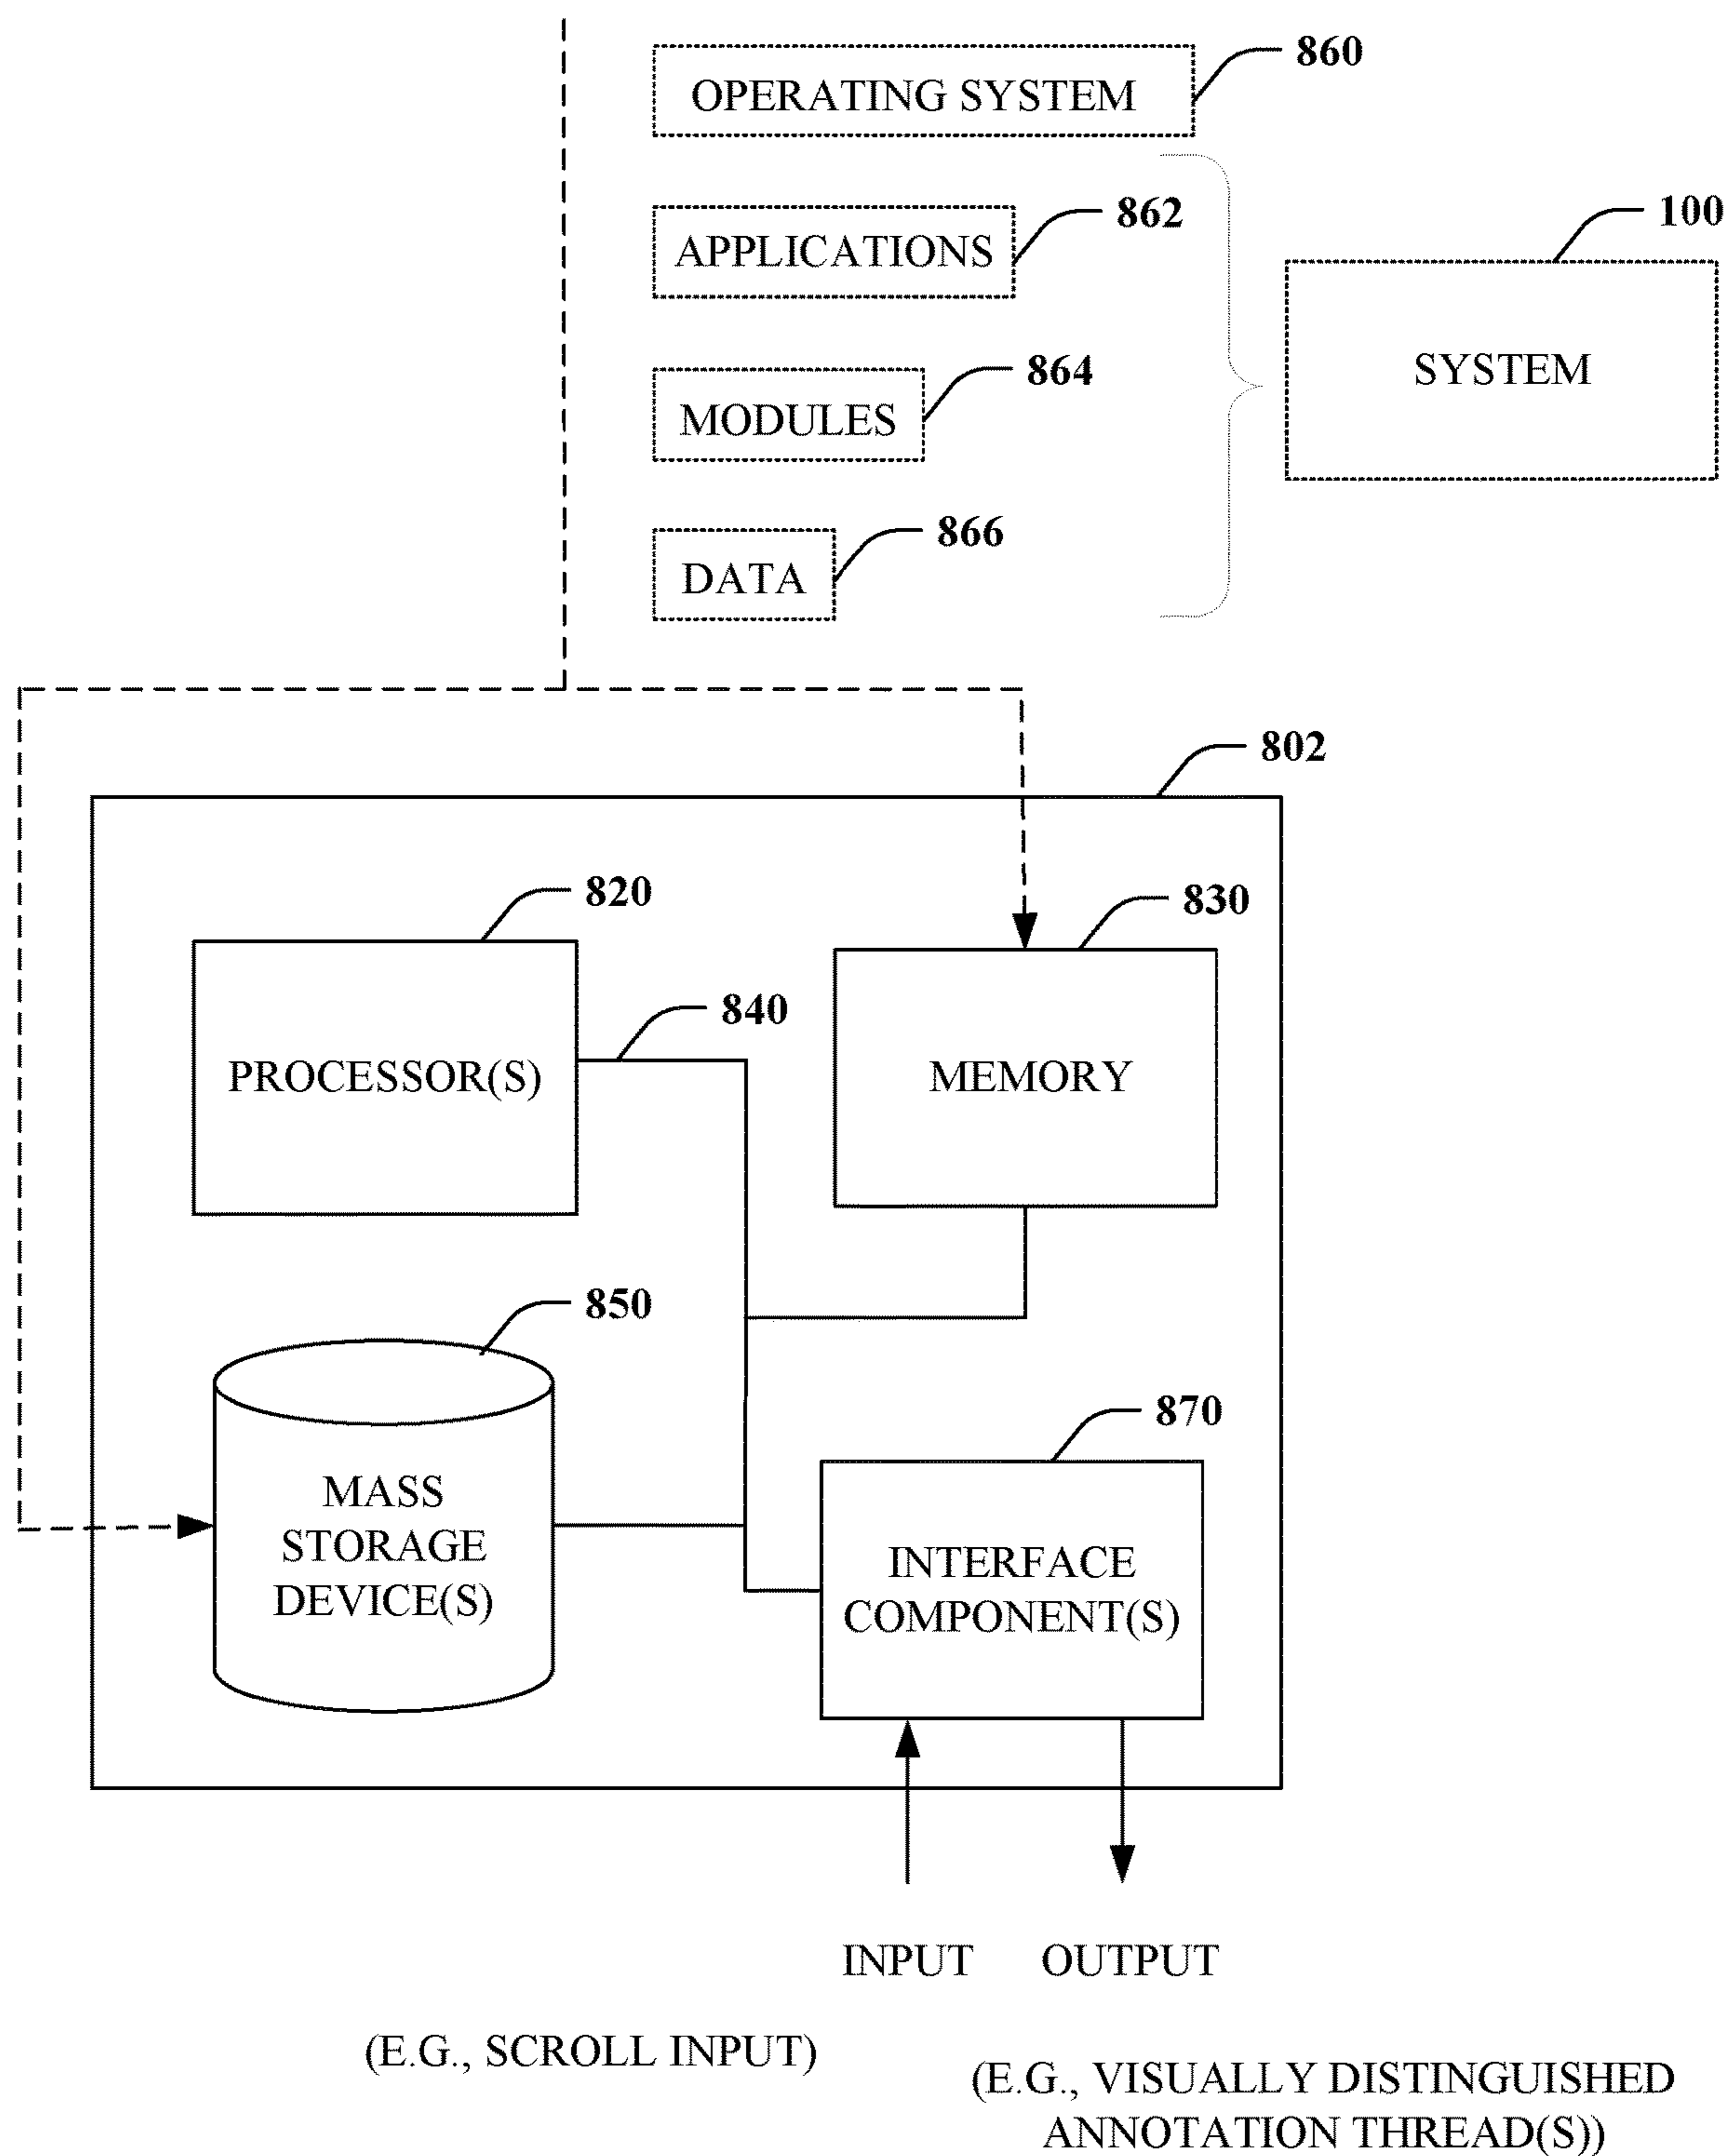 860
OPERATING SYSTEM
862
100
APPLICATIONS
SYSTEM
864
MODULES
866
DATA
802
820
830
840
PROCESSOR(S)
MEMORY
850
870
MASS
STORAGE
DEVICE(S)
INTERFACE
COMPONENT(S)
INPUT
OUTPUT
(E.G., SCROLL INPUT)
(E.G., VISUALLY DISTINGUISHED
ANNOTATION THREAD(S))